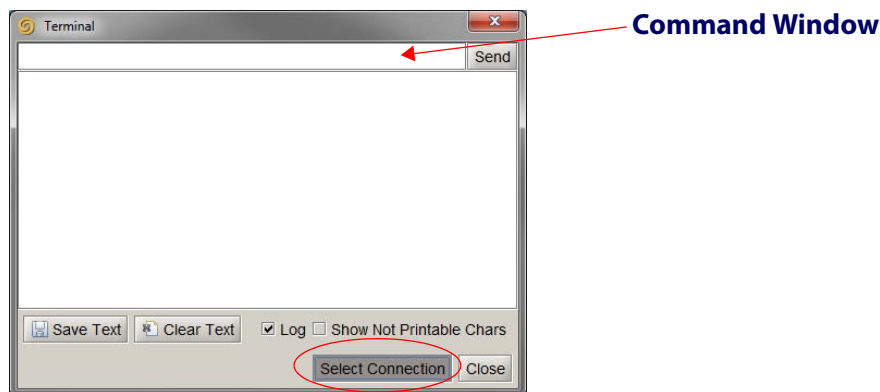 Terminal
Command Window
Send
Save Text Clear Text Log Show Not Printable Chars
Select Connection Close